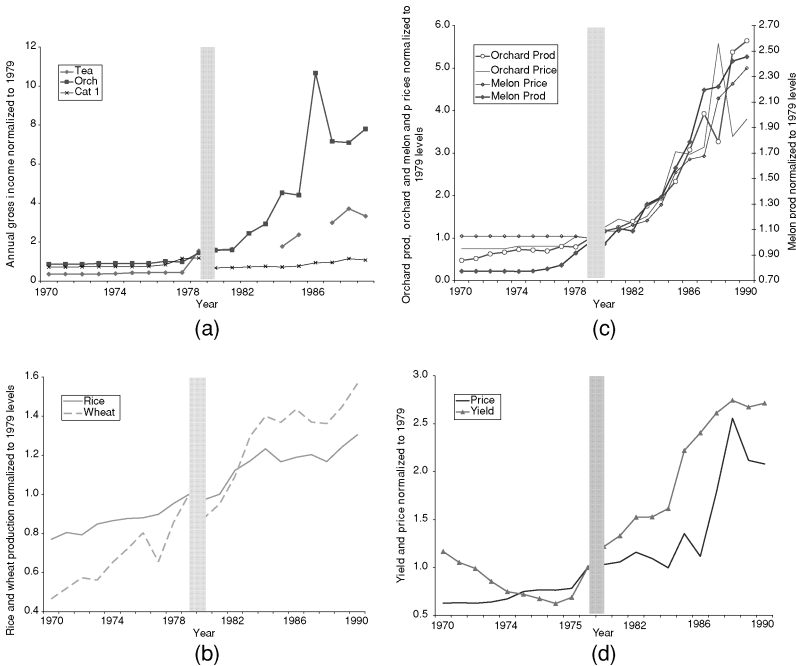 Annual gross income normalized to 1979
12
10
8
6
4
2
0
Tea
Orch
Cat 1
1970 1974 1978 1982 1986
Year
(a)
Orchard prod, orchard and melon and prices normalized to
1979 levels
6.0
5.0
4.0
3.0
2.0
1.0
0.0
Orchard Prod
Orchard Price
Melon Price
Melon Prod
2.70
2.50
2.30
2.10
1.90
1.70
1.50
1.30
1.10
0.90
0.70
Melon prod normalized to 1979 levels
1970 1974 1978 1982 1986 1990
Year
(c)
Rice and wheat production normalized to 1979 levels
1.6
1.4
1.2
1.0
0.8
0.6
0.4
Rice
Wheat
1970 1974 1978 1982 1986 1990
Year
(b)
Yield and price normalized to 1979
3.0
2.5
2.0
1.5
1.0
0.5
Price
Yield
1970 1974 1975 1982 1986 1990
Year
(d)